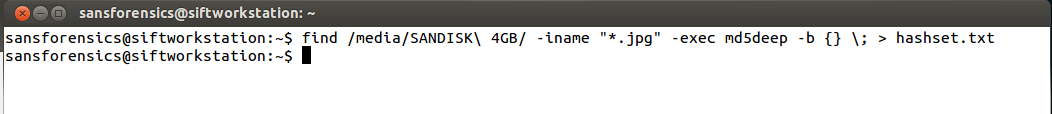 sansforensics@siftworkstation: ~
sansforensics@siftworkstation:~$ find /media/SANDISK\ 4GB/ -iname "*.jpg" -exec md5deep -b {} \; > hashset.txt
sansforensics@siftworkstation:~$